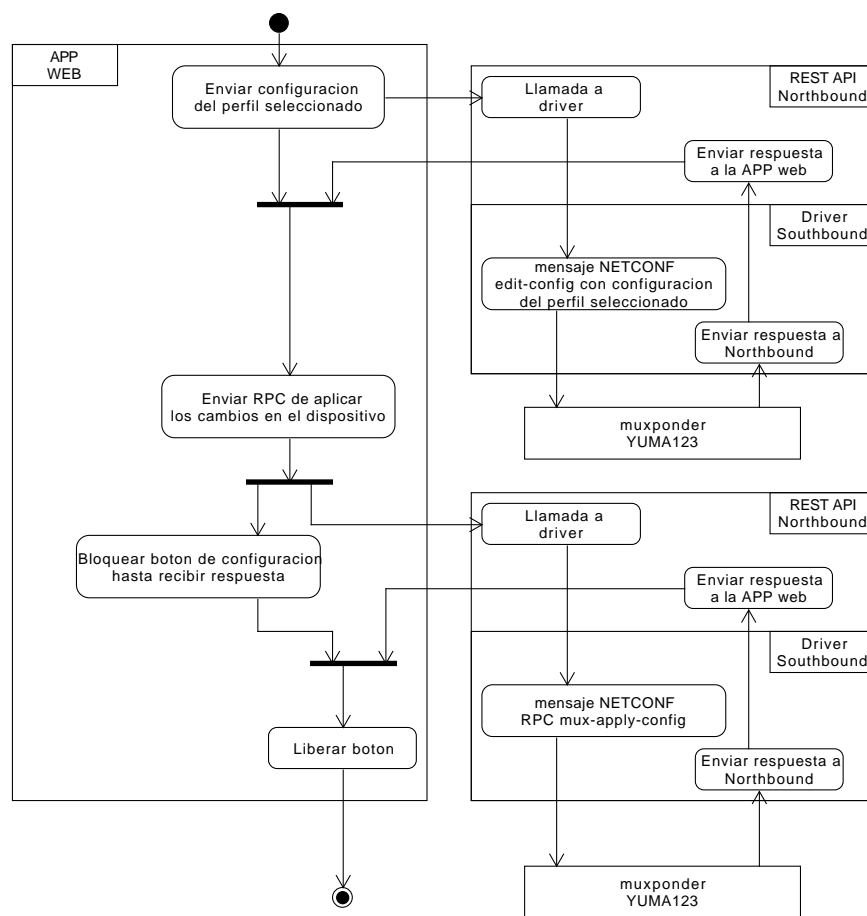 APP
WEB
Enviar configuracion
del perfil seleccionado
Llamada a
driver
REST API
Northbound
Enviar respuesta
a la APP web
Driver
Southbound
mensaje NETCONF
edit-config con configuracion
del perfil seleccionado
Enviar respuesta a
Northbound
Enviar RPC de aplicar
los cambios en el dispositivo
muxponder
YUMA123
REST API
Northbound
Llamada a
driver
Bloquear boton de configuracion
hasta recibir respuesta
Enviar respuesta
a la APP web
Driver
Southbound
mensaje NETCONF
RPC mux-apply-config
Liberar boton
Enviar respuesta a
Northbound
muxponder
YUMA123